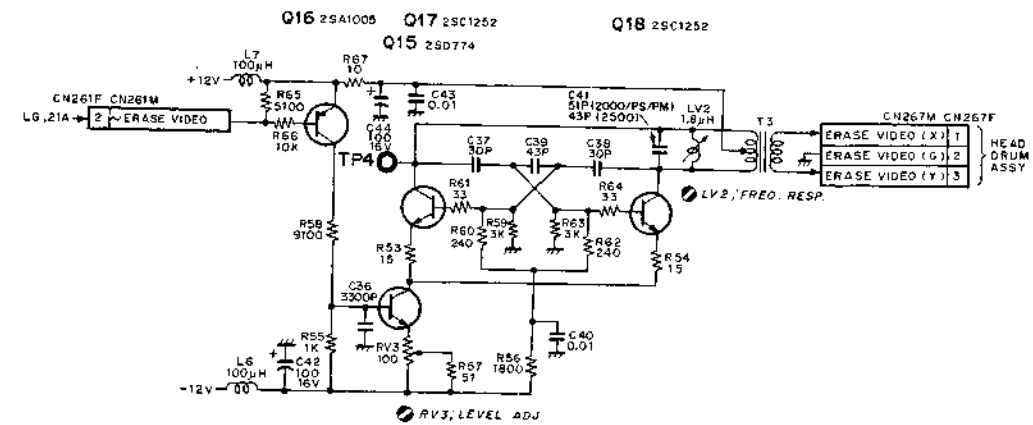 Q16 2SA1005 Q17 2SC1252 Q18 2SC1252
Q15 2SD774
L7
100µH
+12V
R67
10
CN261F CN261M
R65
5100
LG,21A
2 ~ ERASE VIDEO
R66
10K
+
C44
100
16V
C43
0.01
C41
51P(2000/PS/PM)
43P(2500)
LV2
1.8µH
T3
CN267M CN267F
ERASE VIDEO (X) 1
ERASE VIDEO (G) 2
ERASE VIDEO (Y) 3
HEAD
DRUM
ASSY
TP4
C37
30P
C39
43P
C38
30P
LV2; FREQ. RESP.
R61
33
R64
33
R58
9100
R60
240
R59
3K
R63
3K
R62
240
R53
15
R54
15
C36
3300P
R55
1K
RV3
100
R57
51
R56
1800
C40
0.01
L6
100µH
+
C42
100
16V
-12V
RV3; LEVEL ADJ